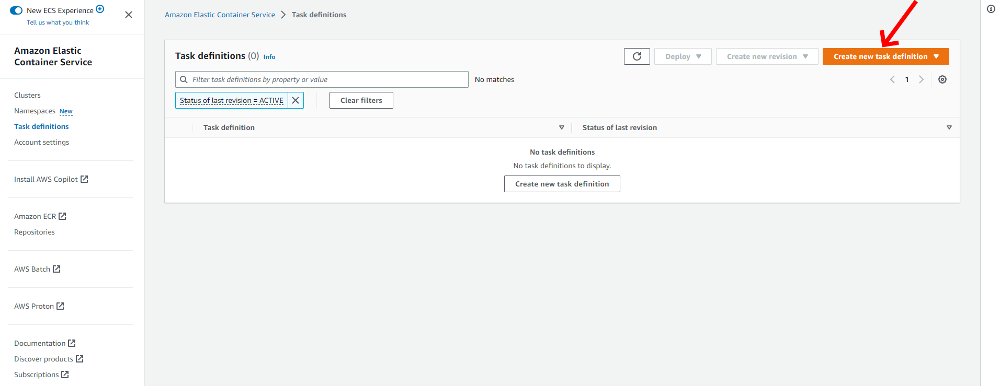 New ECS Experience
Tell us what you think
Amazon Elastic
Container Service
Clusters
Namespaces New
Task definitions
Account settings
Install AWS Copilot
Amazon ECR
Repositories
AWS Batch
AWS Proton
Documentation
Discover products
Subscriptions
Amazon Elastic Container Service > Task definitions
Task definitions (0) Info
Deploy
Create new revision
Create new task definition
Filter task definitions by property or value
No matches
1
Status of last revision = ACTIVE
Clear filters
Task definition
Status of last revision
No task definitions
No task definitions to display.
Create new task definition